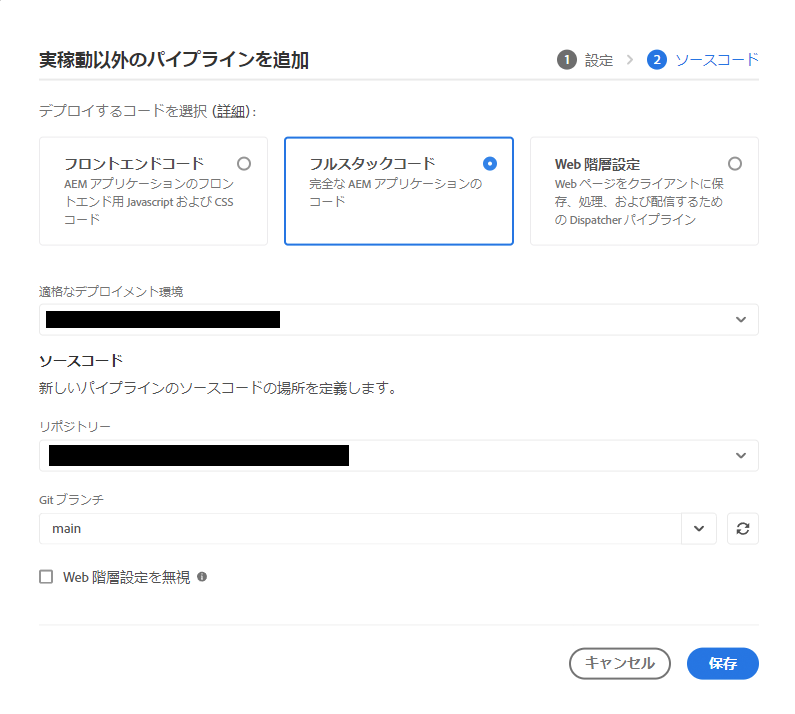 実稼動以外のパイプラインを追加
1 設定
2 ソースコード
デプロイするコードを選択 (詳細) :
フロントエンドコード
AEM アプリケーションのフロン
トエンド用 Javascript および CSS
コード
フルスタックコード
完全な AEM アプリケーションの
コード
Web 階層設定
Web ページをクライアントに保
存、処理、および配信するため
の Dispatcher パイプライン
適格なデプロイメント環境
ソースコード
新しいパイプラインのソースコードの場所を定義します。
リポジトリー
Git ブランチ
main
Web 階層設定を無視
キャンセル
保存